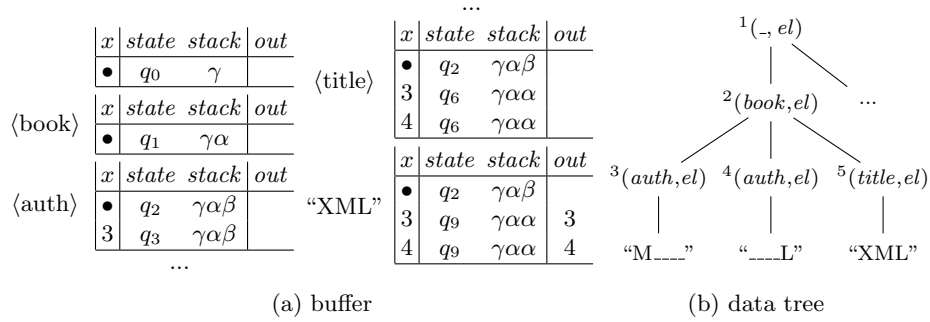 x state stack out
• q₀ γ
⟨book⟩
x state stack out
• q₁ γα
⟨auth⟩
x state stack out
• q₂ γαβ
3 q₃ γαβ
...
...
⟨title⟩
x state stack out
• q₂ γαβ
3 q₆ γαα
4 q₆ γαα
“XML”
x state stack out
• q₂ γαβ
3 q₉ γαα 3
4 q₉ γαα 4
(a) buffer
¹(_, el)
²(book,el) ...
³(auth,el) ⁴(auth,el) ⁵(title,el)
“M____” “____L” “XML”
(b) data tree